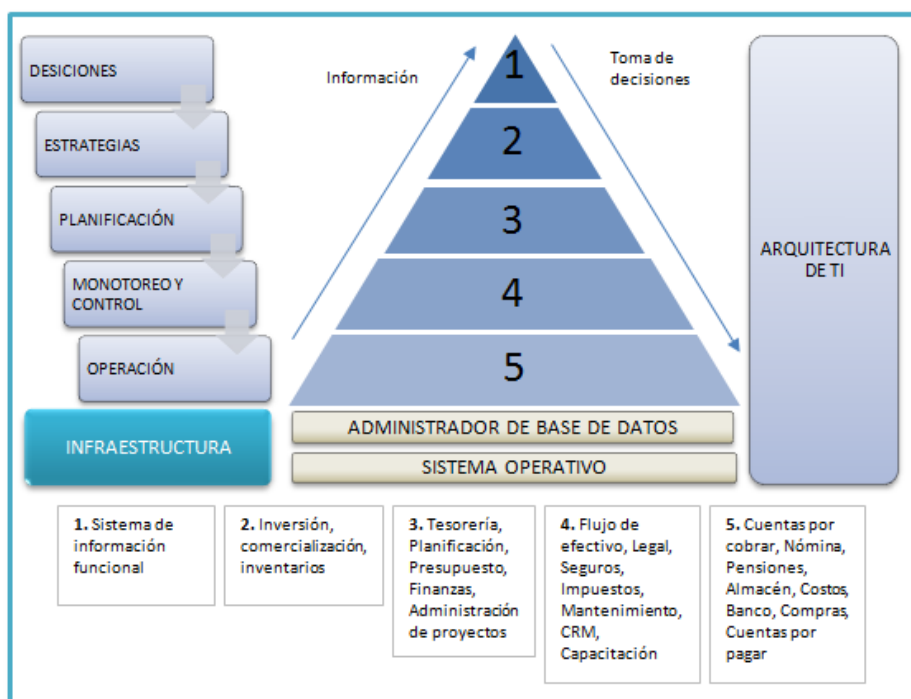 DESICIONES
ESTRATEGIAS
PLANIFICACIÓN
MONOTOREO Y
CONTROL
OPERACIÓN
INFRAESTRUCTURA
Información
Toma de
decisiones
1
2
3
4
5
ADMINISTRADOR DE BASE DE DATOS
SISTEMA OPERATIVO
ARQUITECTURA
DE TI
1. Sistema de
información
funcional
2. Inversión,
comercialización,
inventarios
3. Tesorería,
Planificación,
Presupuesto,
Finanzas,
Administración
de proyectos
4. Flujo de
efectivo, Legal,
Seguros,
Impuestos,
Mantenimiento,
CRM,
Capacitación
5. Cuentas por
cobrar, Nómina,
Pensiones,
Almacén, Costos,
Banco, Compras,
Cuentas por
pagar